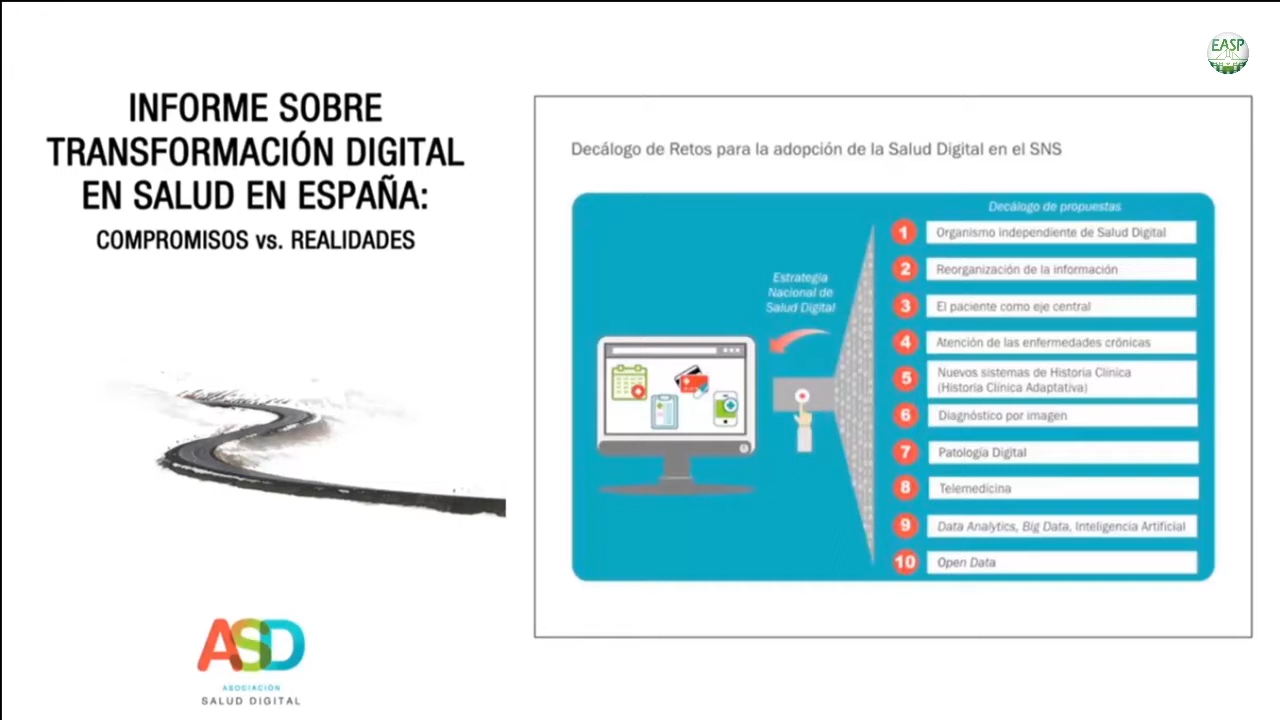 EASP
INFORME SOBRE
TRANSFORMACIÓN DIGITAL
EN SALUD EN ESPAÑA:
COMPROMISOS vs. REALIDADES
ASD
ASOCIACIÓN
SALUD DIGITAL
Decálogo de Retos para la adopción de la Salud Digital en el SNS
Estrategia
Nacional de
Salud Digital
Decálogo de propuestas
1 Organismo independiente de Salud Digital
2 Reorganización de la información
3 El paciente como eje central
4 Atención de las enfermedades crónicas
5 Nuevos sistemas de Historia Clínica
(Historia Clínica Adaptativa)
6 Diagnóstico por imagen
7 Patología Digital
8 Telemedicina
9 Data Analytics, Big Data, Inteligencia Artificial
10 Open Data